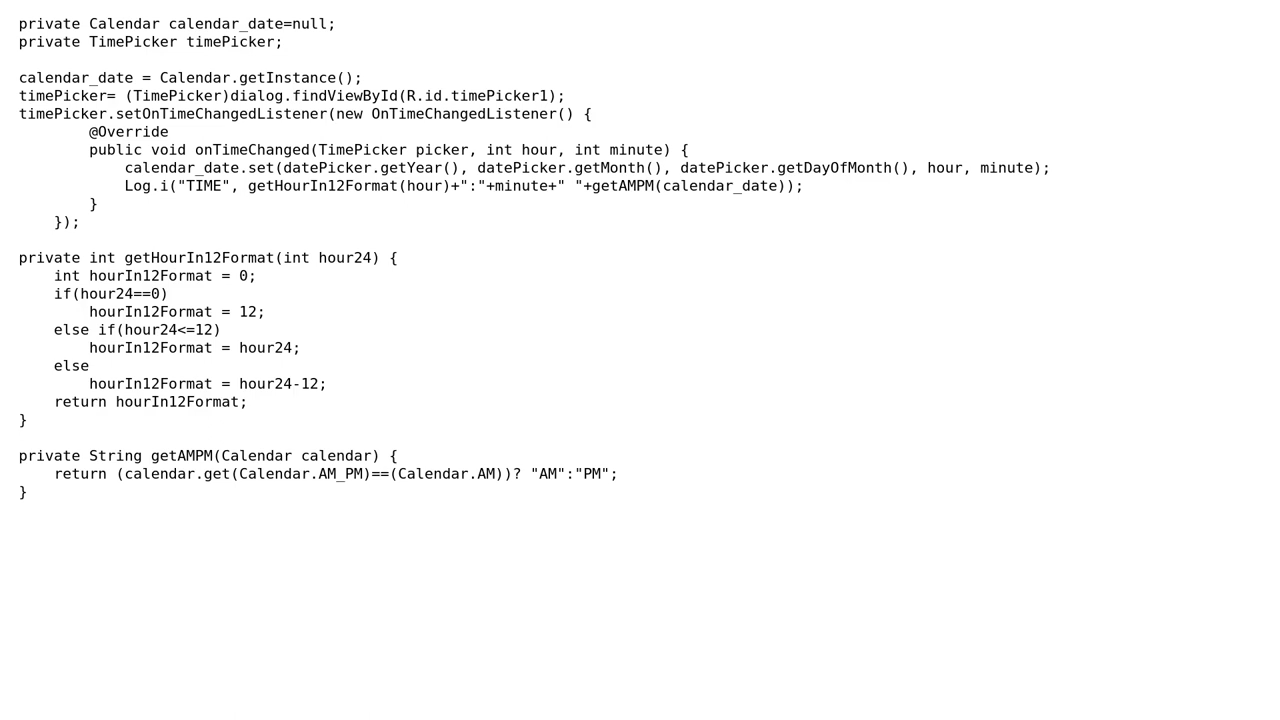 private Calendar calendar_date=null;
private TimePicker timePicker;

calendar_date = Calendar.getInstance();
timePicker= (TimePicker)dialog.findViewById(R.id.timePicker1);
timePicker.setOnTimeChangedListener(new OnTimeChangedListener() {
        @Override
        public void onTimeChanged(TimePicker picker, int hour, int minute) {
            calendar_date.set(datePicker.getYear(), datePicker.getMonth(), datePicker.getDayOfMonth(), hour, minute);
            Log.i("TIME", getHourIn12Format(hour)+":"+minute+" "+getAMPM(calendar_date));
        }
    });

private int getHourIn12Format(int hour24) {
    int hourIn12Format = 0;
    if(hour24==0)
        hourIn12Format = 12;
    else if(hour24<=12)
        hourIn12Format = hour24;
    else
        hourIn12Format = hour24-12;
    return hourIn12Format;
}

private String getAMPM(Calendar calendar) {
    return (calendar.get(Calendar.AM_PM)==(Calendar.AM))? "AM":"PM";
}